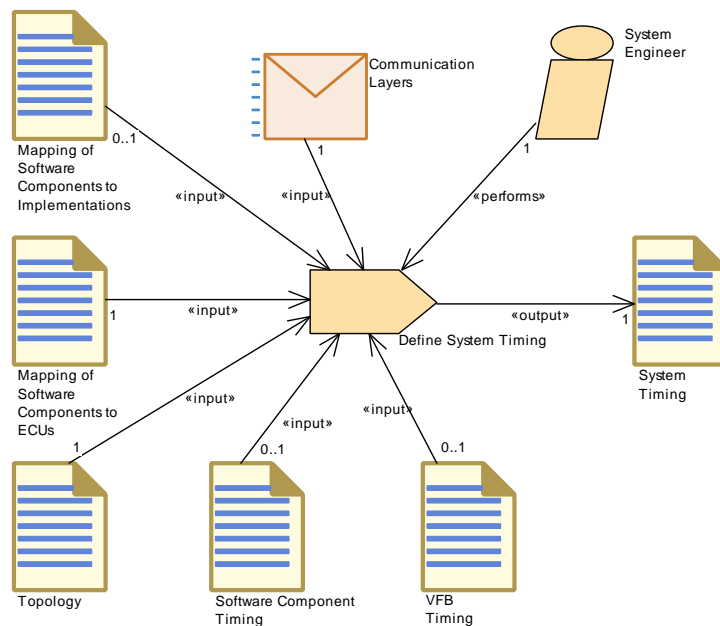 System
Engineer
Communication
Layers
1
1
0..1
Mapping of
Software
Components to
Implementations
«input»
«input»
«performs»
«input»
1
«output»
1
Define System Timing
Mapping of
Software
Components to
ECUs
System
Timing
«input»
«input»
«input»
1
0..1
0..1
Topology
Software Component
Timing
VFB
Timing